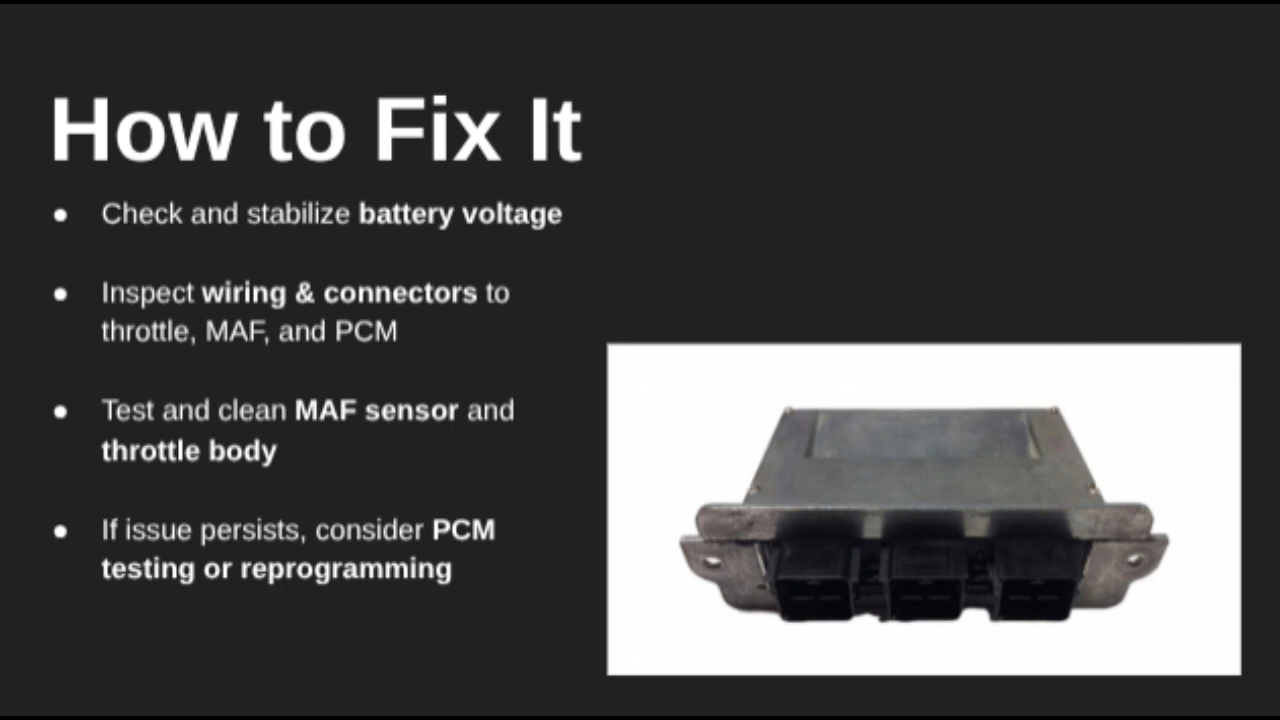 How to Fix It
● Check and stabilize battery voltage
● Inspect wiring & connectors to
throttle, MAF, and PCM
● Test and clean MAF sensor and
throttle body
● If issue persists, consider PCM
testing or reprogramming